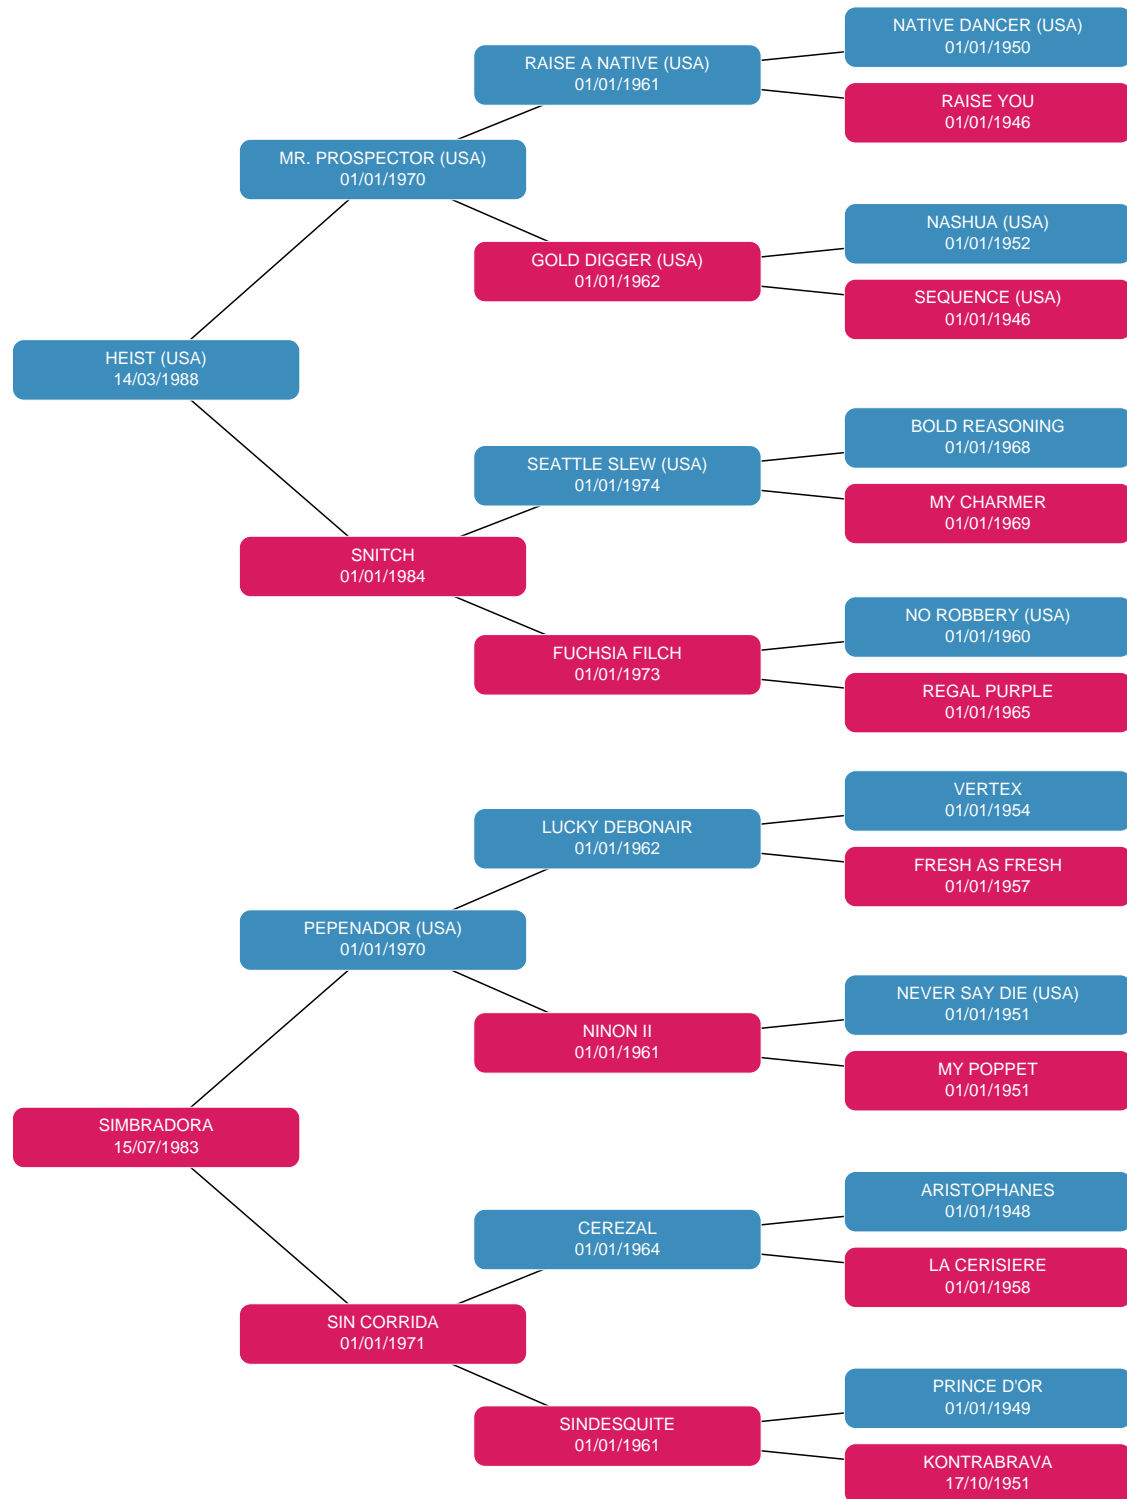 NATIVE DANCER (USA)
01/01/1950
RAISE A NATIVE (USA)
01/01/1961
RAISE YOU
01/01/1946
MR. PROSPECTOR (USA)
01/01/1970
NASHUA (USA)
01/01/1952
GOLD DIGGER (USA)
01/01/1962
SEQUENCE (USA)
01/01/1946
HEIST (USA)
14/03/1988
BOLD REASONING
01/01/1968
SEATTLE SLEW (USA)
01/01/1974
MY CHARMER
01/01/1969
SNITCH
01/01/1984
NO ROBBERY (USA)
01/01/1960
FUCHSIA FILCH
01/01/1973
REGAL PURPLE
01/01/1965
VERTEX
01/01/1954
LUCKY DEBONAIR
01/01/1962
FRESH AS FRESH
01/01/1957
PEPENADOR (USA)
01/01/1970
NEVER SAY DIE (USA)
01/01/1951
NINON II
01/01/1961
MY POPPET
01/01/1951
SIMBRADORA
15/07/1983
ARISTOPHANES
01/01/1948
CEREZAL
01/01/1964
LA CERISIERE
01/01/1958
SIN CORRIDA
01/01/1971
PRINCE D'OR
01/01/1949
SINDESQUITE
01/01/1961
KONTRABRAVA
17/10/1951